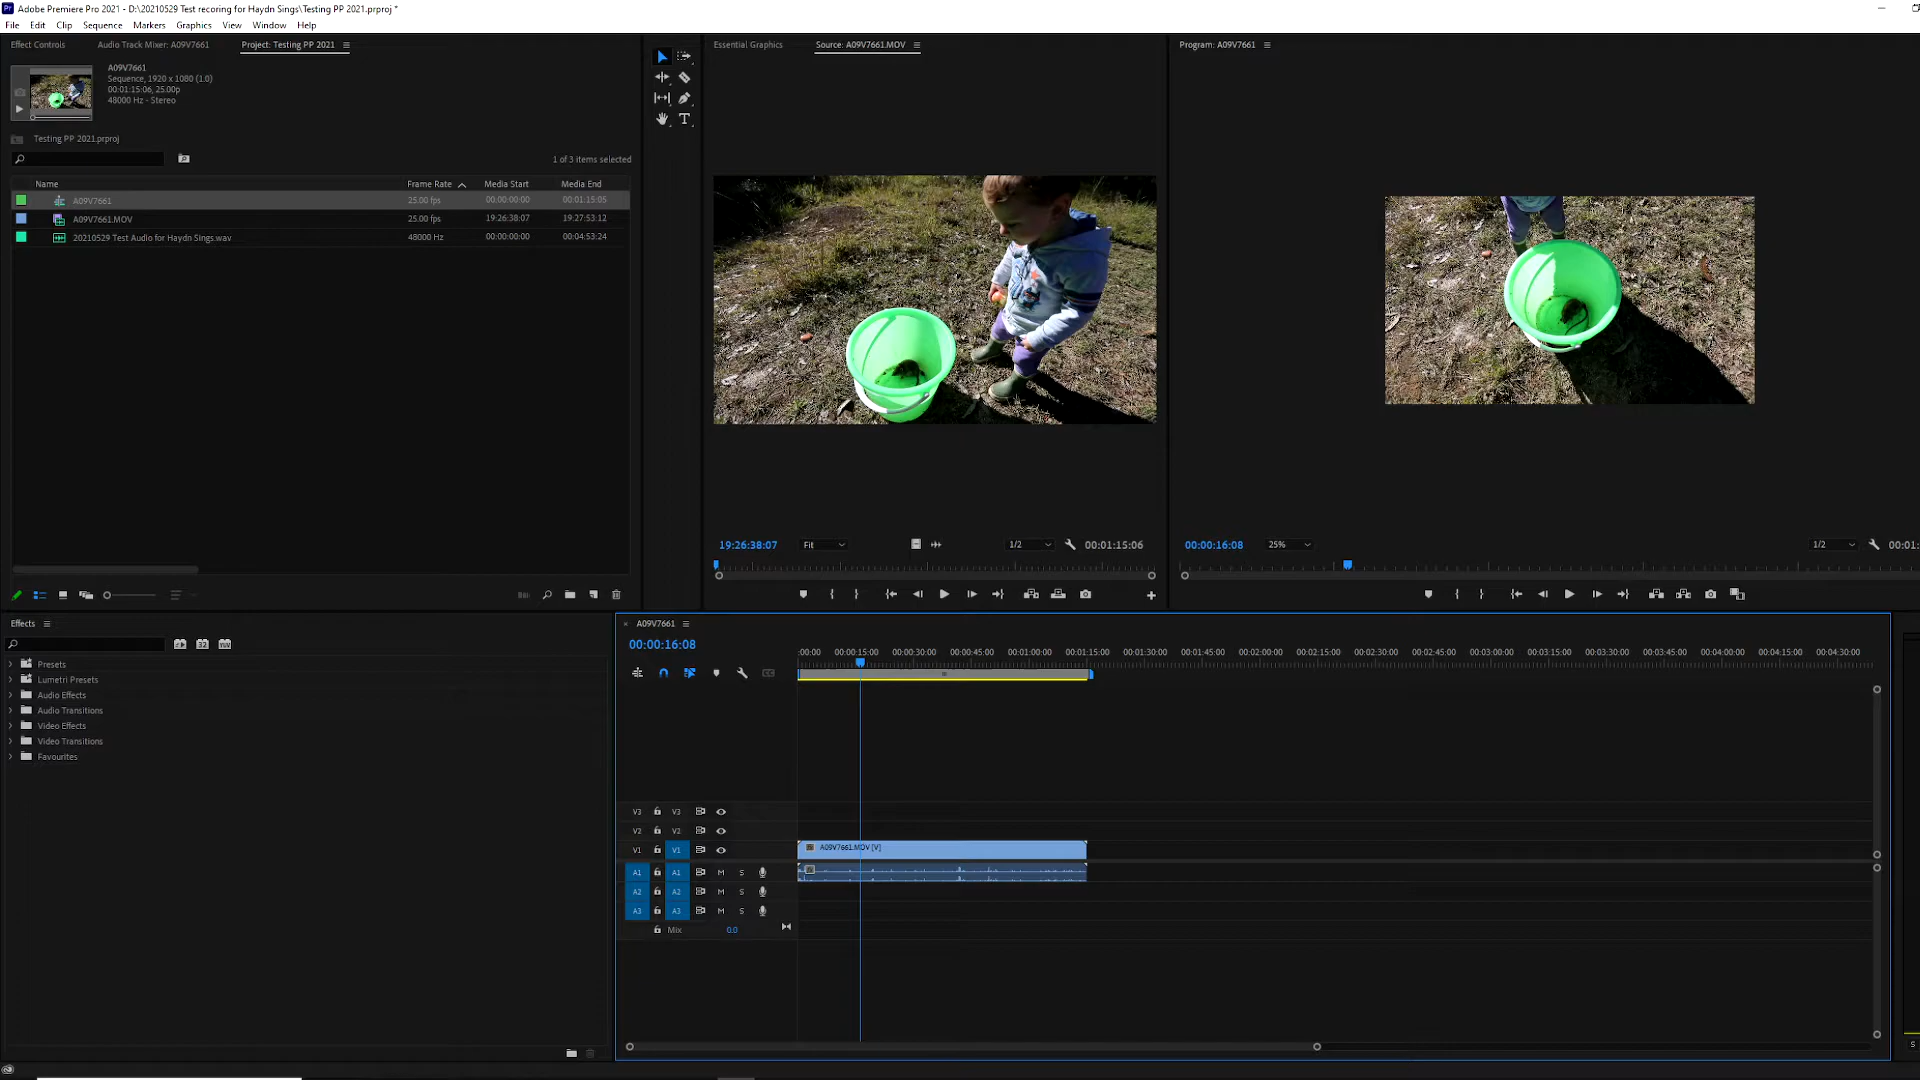 Adobe Premiere Pro 2021 - D:\20210529 Test recoring for Haydn Sings\Testing PP 2021.prproj *
File Edit Clip Sequence Markers Graphics View Window Help
Effect Controls Audio Track Mixer: A09V7661 Project: Testing PP 2021
Essential Graphics Source: A09V7661.MOV
Program: A09V7661
A09V7661
Sequence, 1920 x 1080 (1.0)
00:01:15:06, 25.00p
48000 Hz - Stereo
Testing PP 2021.prproj
1 of 3 items selected
Name Frame Rate Media Start Media End
A09V7661 25.00 fps 00:00:00:00 00:01:15:05
A09V7661.MOV 25.00 fps 19:26:38:07 19:27:53:12
20210529 Test Audio for Haydn Sings.wav 48000 Hz 00:00:00:00 00:04:53:24
19:26:38:07 Fit 1/2 00:01:15:06
00:00:16:08 25% 1/2 00:01:
Effects
Presets
Lumetri Presets
Audio Effects
Audio Transitions
Video Effects
Video Transitions
Favourites
A09V7661
00:00:16:08
:00:00 00:00:15:00 00:00:30:00 00:00:45:00 00:01:00:00 00:01:15:00 00:01:30:00 00:01:45:00 00:02:00:00 00:02:15:00 00:02:30:00 00:02:45:00 00:03:00:00 00:03:15:00 00:03:30:00 00:03:45:00 00:04:00:00 00:04:15:00 00:04:30:00
V3 V3
V2 V2
V1 V1 A09V7661.MOV [V]
A1 A1 M S
A2 A2 M S
A3 A3 M S
Mix 0.0
S